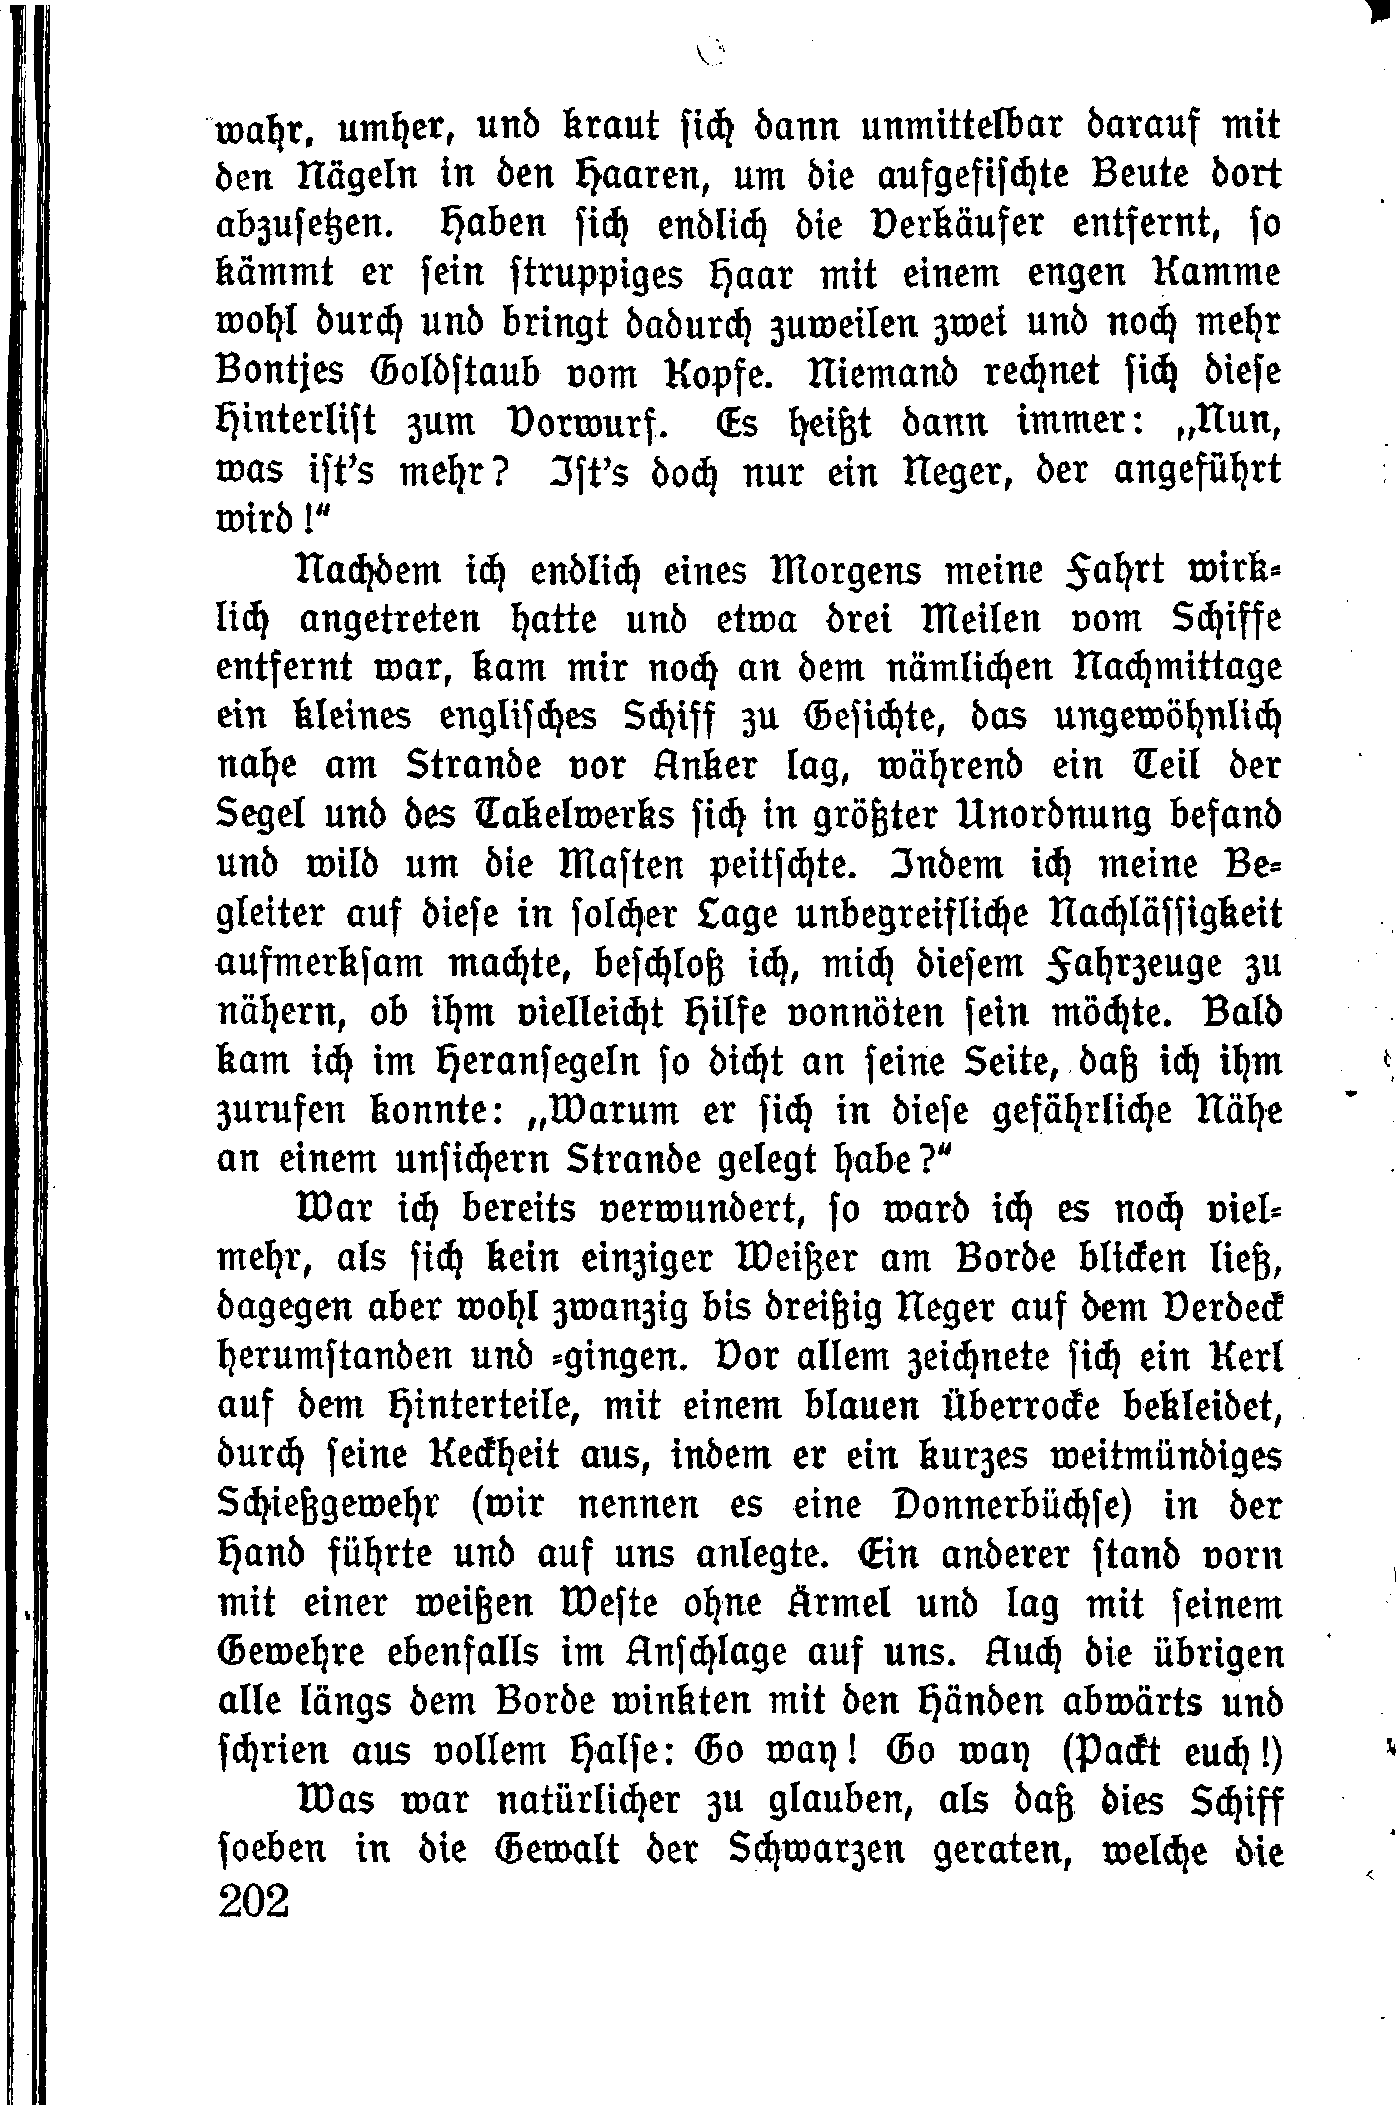 wahr, umher, und kraut sich dann unmittelbar darauf mit
den Nägeln in den Haaren, um die aufgefischte Beute dort
abzusetzen. Haben sich endlich die Verkäufer entfernt, so
kämmt er sein struppiges Haar mit einem engen Kamme
wohl durch und bringt dadurch zuweilen zwei und noch mehr
Bontjes Goldstaub vom Kopfe. Niemand rechnet sich diese
Hinterlist zum Vorwurf. Es heißt dann immer: „Nun,
was ist's mehr? Ist's doch nur ein Neger, der angeführt
wird!“
Nachdem ich endlich eines Morgens meine Fahrt wirk-
lich angetreten hatte und etwa drei Meilen vom Schiffe
entfernt war, kam mir noch an dem nämlichen Nachmittage
ein kleines englisches Schiff zu Gesichte, das ungewöhnlich
nahe am Strande vor Anker lag, während ein Teil der
Segel und des Takelwerks sich in größter Unordnung befand
und wild um die Masten peitschte. Indem ich meine Be-
gleiter auf diese in solcher Lage unbegreifliche Nachlässigkeit
aufmerksam machte, beschloß ich, mich diesem Fahrzeuge zu
nähern, ob ihm vielleicht Hilfe vonnöten sein möchte. Bald
kam ich im Heransegeln so dicht an seine Seite, daß ich ihm
zurufen konnte: „Warum er sich in diese gefährliche Nähe
an einem unsichern Strande gelegt habe?“
War ich bereits verwundert, so ward ich es noch viel-
mehr, als sich kein einziger Weißer am Borde blicken ließ,
dagegen aber wohl zwanzig bis dreißig Neger auf dem Verdeck
herumstanden und -gingen. Vor allem zeichnete sich ein Kerl
auf dem Hinterteile, mit einem blauen Überrocke bekleidet,
durch seine Keckheit aus, indem er ein kurzes weitmündiges
Schießgewehr (wir nennen es eine Donnerbüchse) in der
Hand führte und auf uns anlegte. Ein anderer stand vorn
mit einer weißen Weste ohne Ärmel und lag mit seinem
Gewehre ebenfalls im Anschlage auf uns. Auch die übrigen
alle längs dem Borde winkten mit den Händen abwärts und
schrien aus vollem Halse: Go way! Go way (Packt euch!)
Was war natürlicher zu glauben, als daß dies Schiff
soeben in die Gewalt der Schwarzen geraten, welche die
202